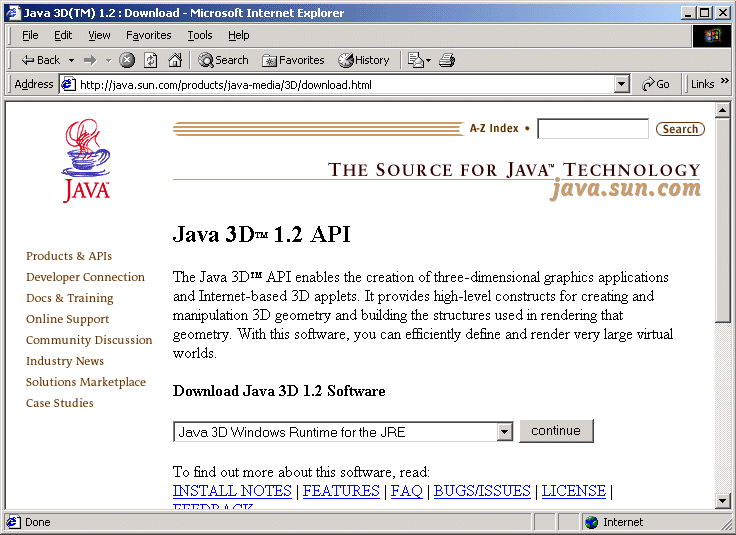 Java 3D(TM) 1.2 : Download - Microsoft Internet Explorer
File Edit View Favorites Tools Help
Back Search Favorites History
Address http://java.sun.com/products/java-media/3D/download.html Go Links »
A-Z Index • Search
THE SOURCE FOR JAVA™ TECHNOLOGY
java.sun.com
JAVA™
Java 3D™ 1.2 API
Products & APIs
Developer Connection
Docs & Training
Online Support
Community Discussion
Industry News
Solutions Marketplace
Case Studies
The Java 3D™ API enables the creation of three-dimensional graphics applications
and Internet-based 3D applets. It provides high-level constructs for creating and
manipulation 3D geometry and building the structures used in rendering that
geometry. With this software, you can efficiently define and render very large virtual
worlds.
Download Java 3D 1.2 Software
Java 3D Windows Runtime for the JRE continue
To find out more about this software, read:
INSTALL NOTES | FEATURES | FAQ | BUGS/ISSUES | LICENSE |
FEEDBACK
Done Internet